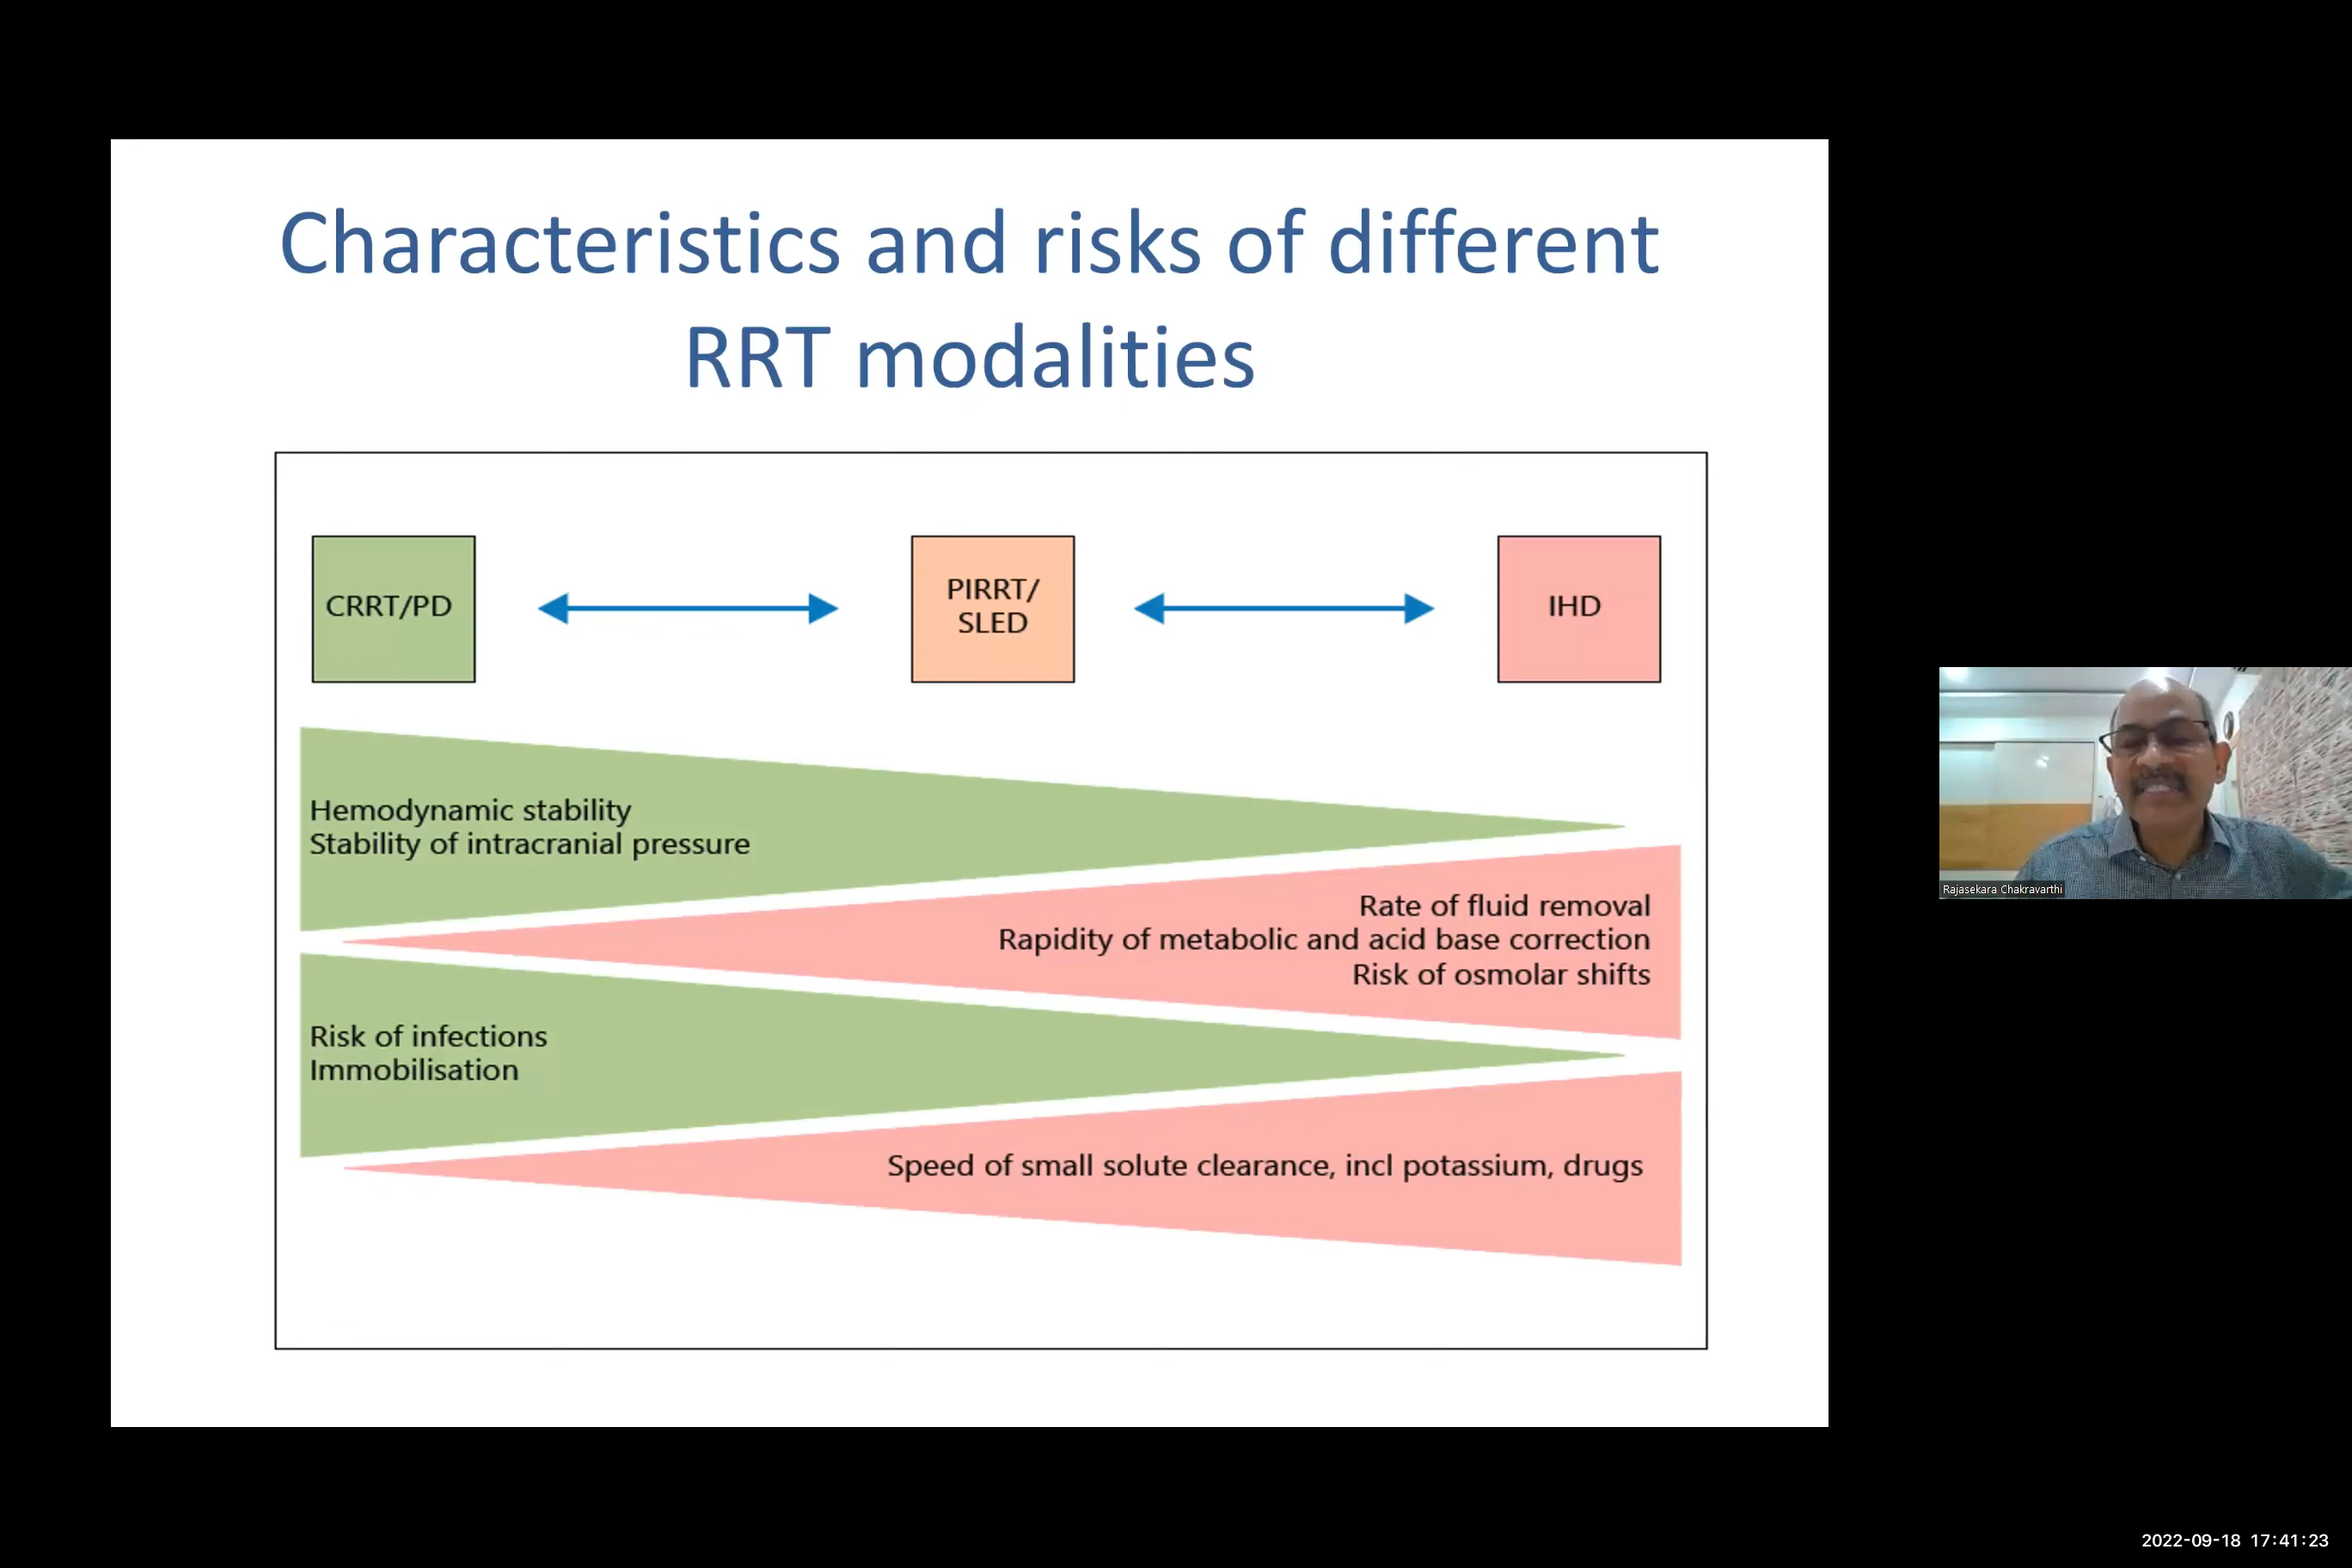 Characteristics and risks of different
RRT modalities
CRRT/PD
PIRRT/
SLED
IHD
Hemodynamic stability
Stability of intracranial pressure
Rate of fluid removal
Rapidity of metabolic and acid base correction
Risk of osmolar shifts
Risk of infections
Immobilisation
Speed of small solute clearance, incl potassium, drugs
Rajasekara Chakravarthi
2022-09-18 17:41:23